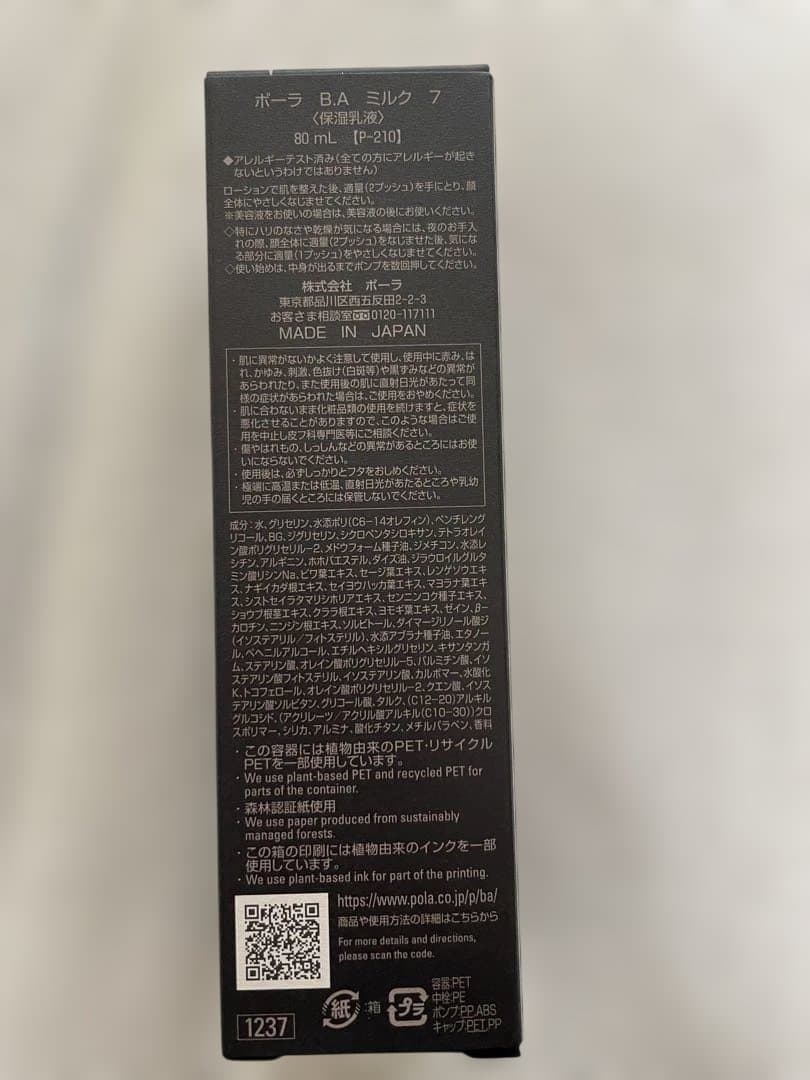 ポーラ B.A ミルク 7
〈保湿乳液〉
80 mL 【P-210】
◆アレルギーテスト済み(全ての方にアレルギーが起き
ないというわけではありません)
ローションで肌を整えた後、適量(2プッシュ)を手にとり、顔
全体にやさしくなじませてください。
※美容液をお使いの場合は、美容液の後にお使いください。
◇特にハリのなさや乾燥が気になる場合には、夜のお手入
れの際、顔全体に適量(2プッシュ)をなじませた後、気にな
る部分に適量(1プッシュ)をやさしくなじませてください。
◇使い始めは、中身が出るまでポンプを数回押してください。
株式会社 ポーラ
東京都品川区西五反田2-2-3
お客さま相談室 0120-117111
MADE IN JAPAN
・肌に異常がないかよく注意して使用し、使用中に赤み、は
れ、かゆみ、刺激、色抜け(白斑等)や黒ずみなどの異常が
あらわれたり、また使用後の肌に直射日光があたって同
様の症状があらわれた場合は、ご使用をおやめください。
・肌に合わないまま化粧品類の使用を続けますと、症状を
悪化させることがありますので、このような場合はご使
用を中止し皮フ科専門医等にご相談ください。
・傷やはれもの、しっしんなどの異常があるところにはお使
いにならないでください。
・使用後は、必ずしっかりとフタをおしめください。
・極端に高温または低温、直射日光があたるところや乳幼
児の手の届くところには保管しないでください。
成分:水、グリセリン、水添ポリ(C6-14オレフィン)、ペンチレング
リコール、BG、ジグリセリン、シクロペンタシロキサン、テトラオレイ
ン酸ポリグリセリル-2、メドウフォーム種子油、ジメチコン、水添レ
シチン、アルギニン、ホホバエステル、ダイズ油、ジラウロイルグルタ
ミン酸リシンNa、ビワ葉エキス、セージ葉エキス、レンゲソウエキ
ス、ナギイカダ根エキス、セイヨウハッカ葉エキス、マヨラナ葉エキ
ス、シストセイラタマリシホリアエキス、センニンコク種子エキス、
ショウブ根茎エキス、クララ根エキス、ヨモギ葉エキス、ゼイン、β-
カロチン、ニンジン根エキス、ソルビトール、ダイマージリノール酸ジ
(イソステアリル/フィトステリル)、水添アブラナ種子油、エタノー
ル、ベヘニルアルコール、エチルヘキシルグリセリン、キサンタンガ
ム、ステアリン酸、オレイン酸ポリグリセリル-5、パルミチン酸、イソ
ステアリン酸フィトステリル、イソステアリン酸、カルボマー、水酸化
K、トコフェロール、オレイン酸ポリグリセリル-2、クエン酸、イソス
テアリン酸ソルビタン、グリコール酸、タルク、(C12-20)アルキル
グルコシド、(アクリレーツ/アクリル酸アルキル(C10-30))クロ
スポリマー、シリカ、アルミナ、酸化チタン、メチルパラベン、香料
・この容器には植物由来のPET・リサイクル
PETを一部使用しています。
・We use plant-based PET and recycled PET for
parts of the container.
・森林認証紙使用
・We use paper produced from sustainably
managed forests.
・この箱の印刷には植物由来のインクを一部
使用しています。
・We use plant-based ink for part of the printing.
https://www.pola.co.jp/p/ba/
商品や使用方法の詳細はこちらから
For more details and directions,
please scan the code.
1237
紙 :箱
プラ
容器:PET
中栓:PE
ポンプ:PP,ABS
キャップ:PET,PP